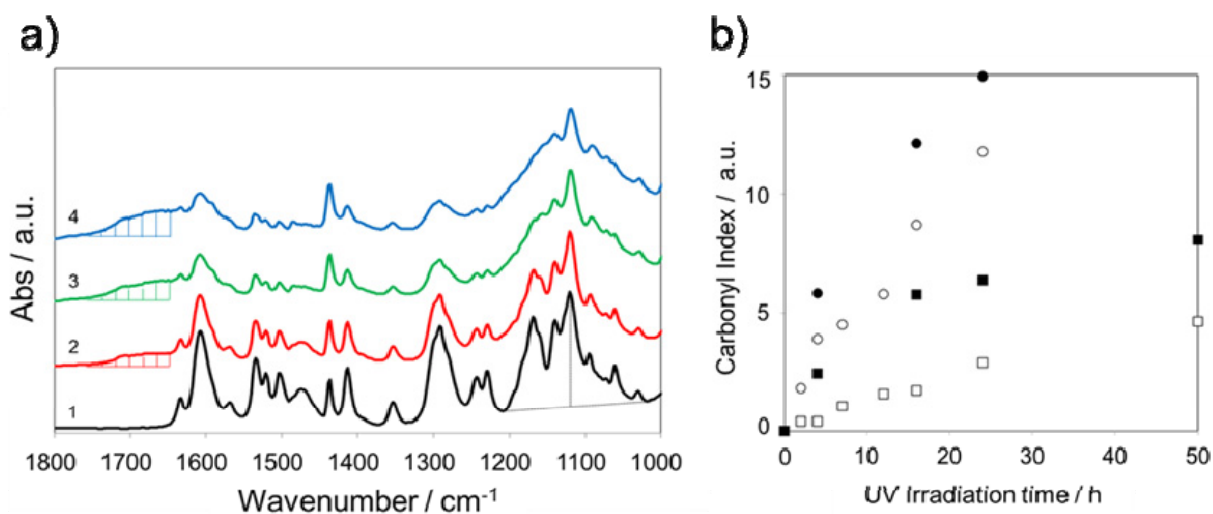 a)
Abs / a.u.
4
3
2
1
1800 1700 1600 1500 1400 1300 1200 1100 1000
Wavenumber / cm⁻¹
b)
Carbonyl Index / a.u.
15
10
5
0
0 10 20 30 40 50
UV Irradiation time / h